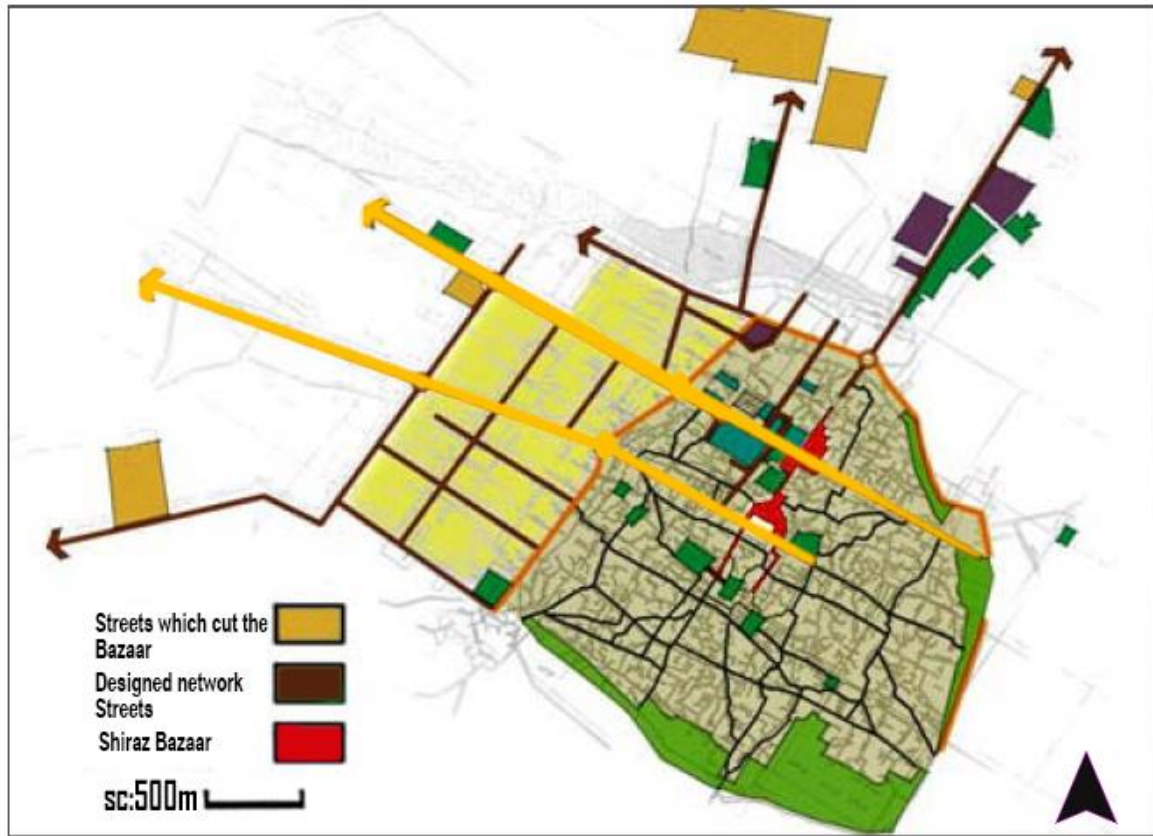 Streets which cut the
Bazaar
Designed network
Streets
Shiraz Bazaar
sc:500m